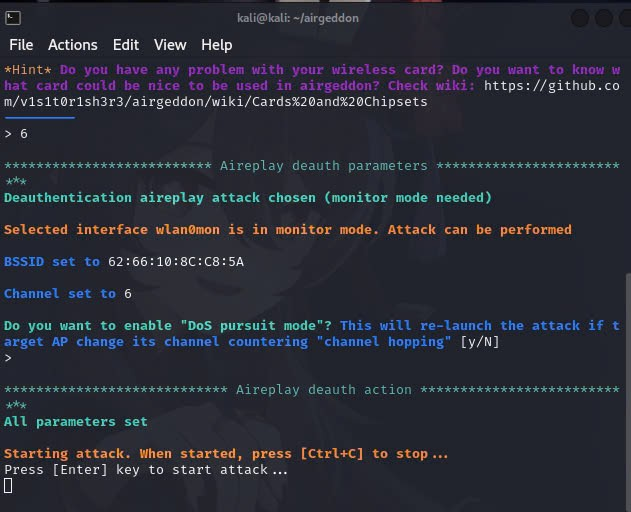 kali@kali: ~/airgeddon
File Actions Edit View Help
*Hint* Do you have any problem with your wireless card? Do you want to know w
hat card could be nice to be used in airgeddon? Check wiki: https://github.co
m/v1s1t0r1sh3r3/airgeddon/wiki/Cards%20and%20Chipsets
> 6
************************** Aireplay deauth parameters ***********************
***
Deauthentication aireplay attack chosen (monitor mode needed)
Selected interface wlan0mon is in monitor mode. Attack can be performed
BSSID set to 62:66:10:8C:C8:5A
Channel set to 6
Do you want to enable "DoS pursuit mode"? This will re-launch the attack if t
arget AP change its channel countering "channel hopping" [y/N]
>
**************************** Aireplay deauth action *************************
***
All parameters set
Starting attack. When started, press [Ctrl+C] to stop...
Press [Enter] key to start attack...